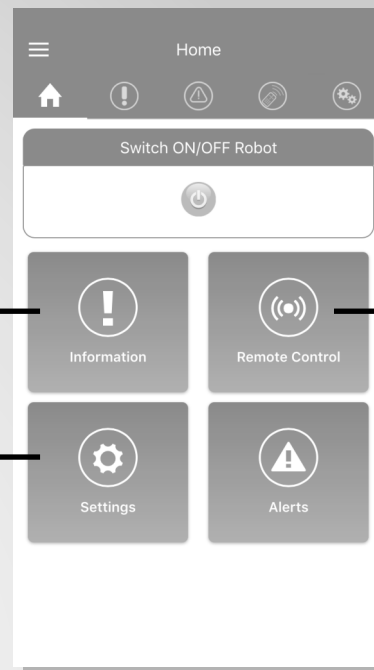 Home
Switch ON/OFF Robot
Information
Remote Control
Settings
Alerts